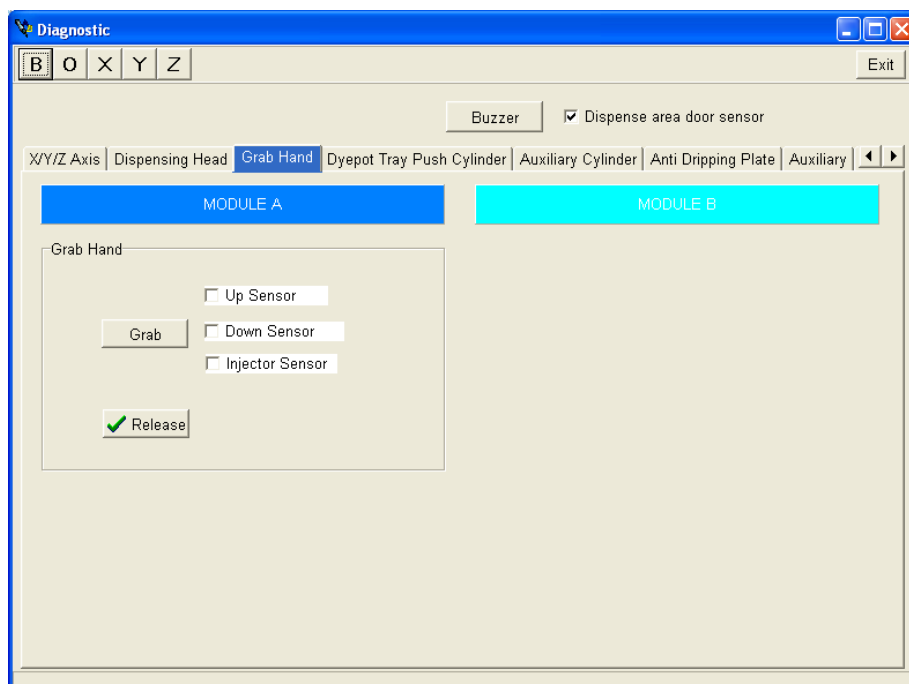 Diagnostic
B O X Y Z Exit
Buzzer Dispense area door sensor
X/Y/Z Axis Dispensing Head Grab Hand Dyepot Tray Push Cylinder Auxiliary Cylinder Anti Dripping Plate Auxiliary
MODULE A MODULE B
Grab Hand
Up Sensor
Grab Down Sensor
Injector Sensor
Release